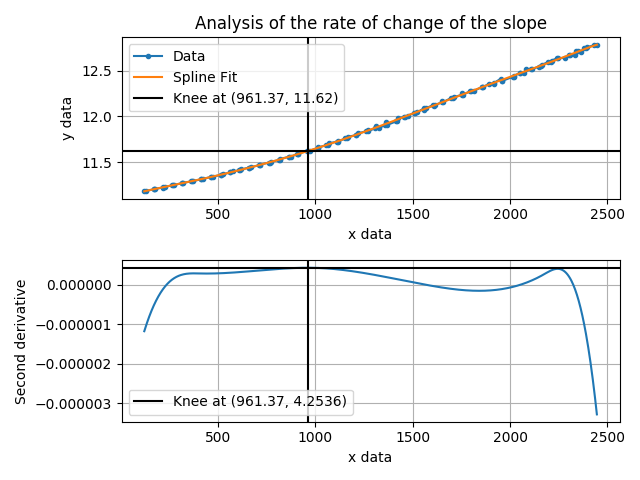 Analysis of the rate of change of the slope
Data
Spline Fit
Knee at (961.37, 11.62)
y data
12.5
12.0
11.5
500 1000 1500 2000 2500
x data
Second derivative
0.000000
−0.000001
−0.000002
−0.000003
Knee at (961.37, 4.2536)
500 1000 1500 2000 2500
x data